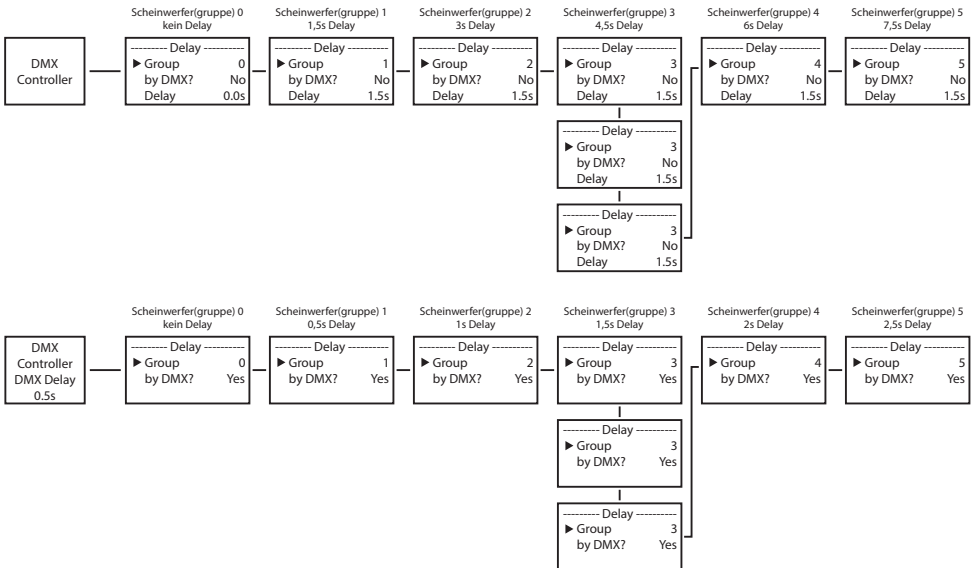 Scheinwerfer(gruppe) 0
kein Delay
Scheinwerfer(gruppe) 1
1,5s Delay
Scheinwerfer(gruppe) 2
3s Delay
Scheinwerfer(gruppe) 3
4,5s Delay
Scheinwerfer(gruppe) 4
6s Delay
Scheinwerfer(gruppe) 5
7,5s Delay
DMX
Controller
--------- Delay ----------
▶ Group 0
by DMX? No
Delay 0.0s
--------- Delay ----------
▶ Group 1
by DMX? No
Delay 1.5s
--------- Delay ----------
▶ Group 2
by DMX? No
Delay 1.5s
--------- Delay ----------
▶ Group 3
by DMX? No
Delay 1.5s
--------- Delay ----------
▶ Group 3
by DMX? No
Delay 1.5s
--------- Delay ----------
▶ Group 3
by DMX? No
Delay 1.5s
--------- Delay ----------
▶ Group 4
by DMX? No
Delay 1.5s
--------- Delay ----------
▶ Group 5
by DMX? No
Delay 1.5s
Scheinwerfer(gruppe) 0
kein Delay
Scheinwerfer(gruppe) 1
0,5s Delay
Scheinwerfer(gruppe) 2
1s Delay
Scheinwerfer(gruppe) 3
1,5s Delay
Scheinwerfer(gruppe) 4
2s Delay
Scheinwerfer(gruppe) 5
2,5s Delay
DMX
Controller
DMX Delay
0.5s
--------- Delay ----------
▶ Group 0
by DMX? Yes
--------- Delay ----------
▶ Group 1
by DMX? Yes
--------- Delay ----------
▶ Group 2
by DMX? Yes
--------- Delay ----------
▶ Group 3
by DMX? Yes
--------- Delay ----------
▶ Group 3
by DMX? Yes
--------- Delay ----------
▶ Group 3
by DMX? Yes
--------- Delay ----------
▶ Group 4
by DMX? Yes
--------- Delay ----------
▶ Group 5
by DMX? Yes